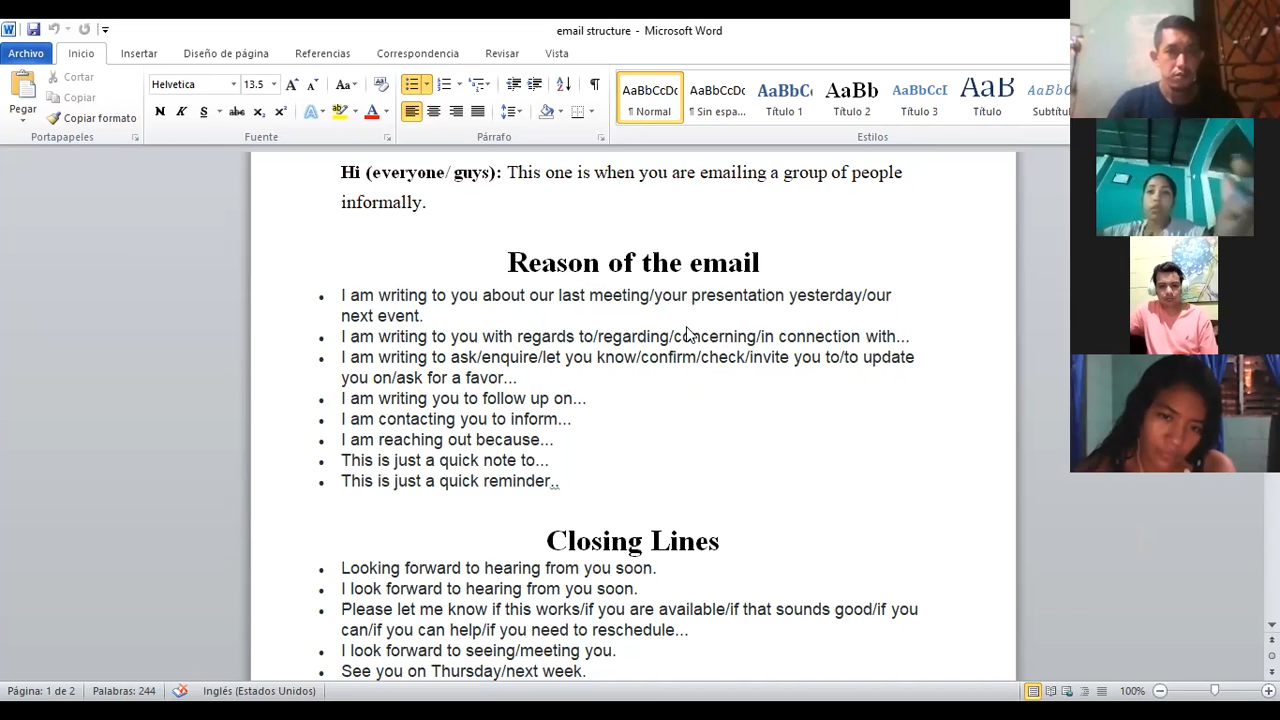 email structure - Microsoft Word
Archivo Inicio Insertar Diseño de página Referencias Correspondencia Revisar Vista
Pegar
Cortar
Copiar
Copiar formato
Portapapeles
Helvetica 13.5
N K S abc x₂ x²
Fuente
Párrafo
AaBbCcDc AaBbCcDc AaBbC AaBb AaBbCcI AaB AaBbCcI
¶ Normal ¶ Sin espa... Título 1 Título 2 Título 3 Título Subtítu
Estilos
Hi (everyone/ guys): This one is when you are emailing a group of people
informally.
Reason of the email
• I am writing to you about our last meeting/your presentation yesterday/our
next event.
• I am writing to you with regards to/regarding/concerning/in connection with...
• I am writing to ask/enquire/let you know/confirm/check/invite you to/to update
you on/ask for a favor...
• I am writing you to follow up on...
• I am contacting you to inform...
• I am reaching out because...
• This is just a quick note to...
• This is just a quick reminder..
Closing Lines
• Looking forward to hearing from you soon.
• I look forward to hearing from you soon.
• Please let me know if this works/if you are available/if that sounds good/if you
can/if you can help/if you need to reschedule...
• I look forward to seeing/meeting you.
• See you on Thursday/next week.
Página: 1 de 2 Palabras: 244 Inglés (Estados Unidos) 100%